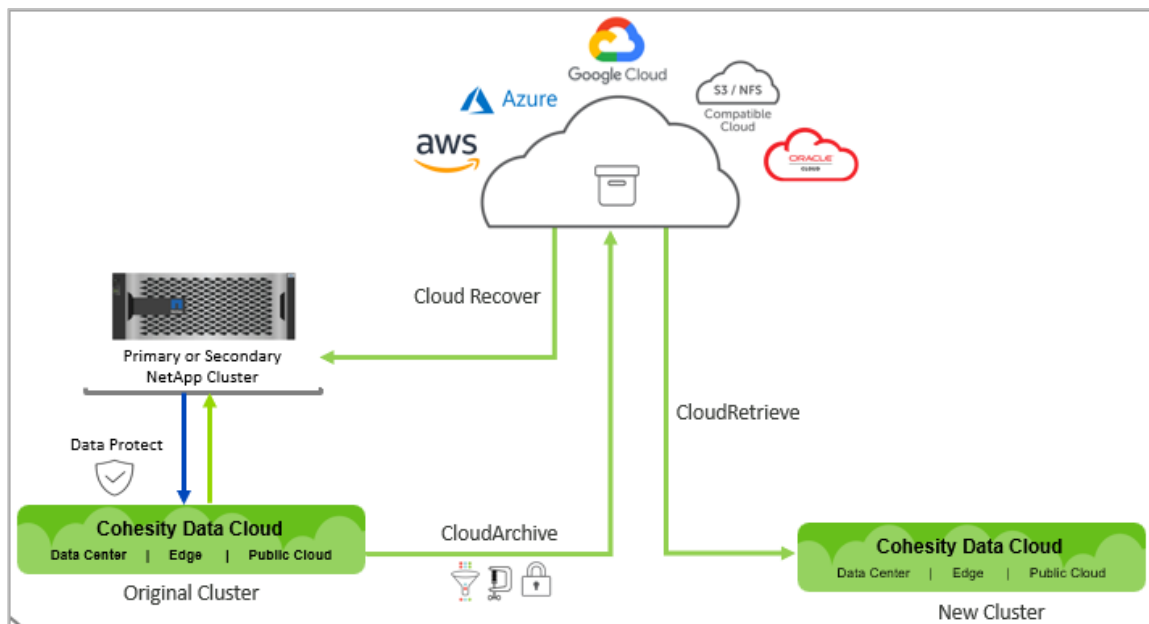 Google Cloud
Azure
aws
S3 / NFS
Compatible
Cloud
ORACLE
CLOUD
Cloud Recover
Primary or Secondary
NetApp Cluster
CloudRetrieve
Data Protect
Cohesity Data Cloud
Data Center | Edge | Public Cloud
Original Cluster
CloudArchive
Cohesity Data Cloud
Data Center | Edge | Public Cloud
New Cluster